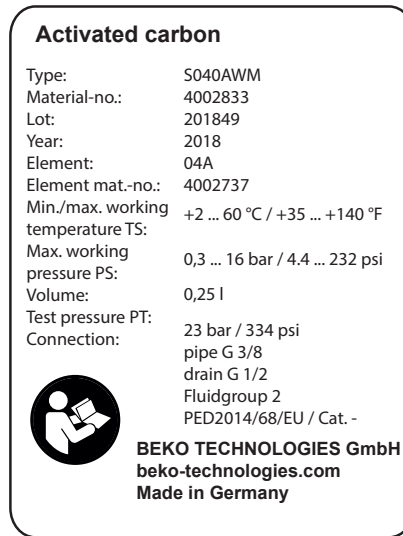 Activated carbon
Type: S040AWM
Material-no.: 4002833
Lot: 201849
Year: 2018
Element: 04A
Element mat.-no.: 4002737
Min./max. working
temperature TS: +2 ... 60 °C / +35 ... +140 °F
Max. working
pressure PS: 0,3 ... 16 bar / 4.4 ... 232 psi
Volume: 0,25 l
Test pressure PT: 23 bar / 334 psi
Connection: pipe G 3/8
drain G 1/2
Fluidgroup 2
PED2014/68/EU / Cat. -
BEKO TECHNOLOGIES GmbH
beko-technologies.com
Made in Germany